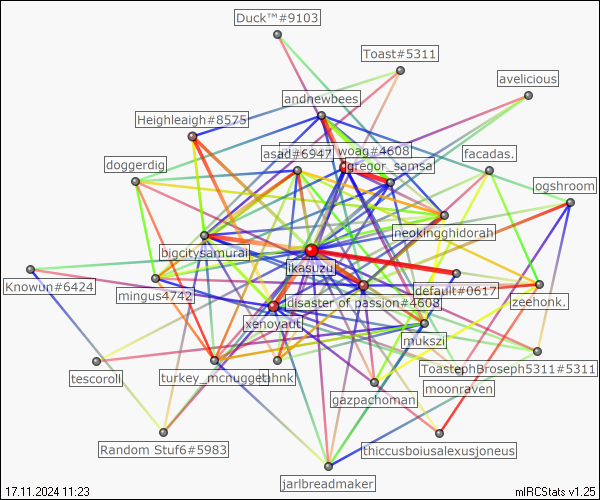 Duck™#9103
Toast#5311
avelicious
andnewbees
Heighleaigh#8575
woag#4608
asad#6947
gregor_samsa
facadas.
doggerdig
ogshroom
neokingghidorah
bigcitysamurai
ikasuzu
Knowun#6424
default#0617
mingus4742
disaster of passion#4608
zeehonk.
xenoyaut
mukszi
ToastephBroseph5311#5311
tescoroll
turkey_mcnugget
moonraven
gazpachoman
Random Stuf6#5983
thiccusboiusalexusjoneus
jarlbreadmaker
17.11.2024 11:23
mIRCStats v1.25